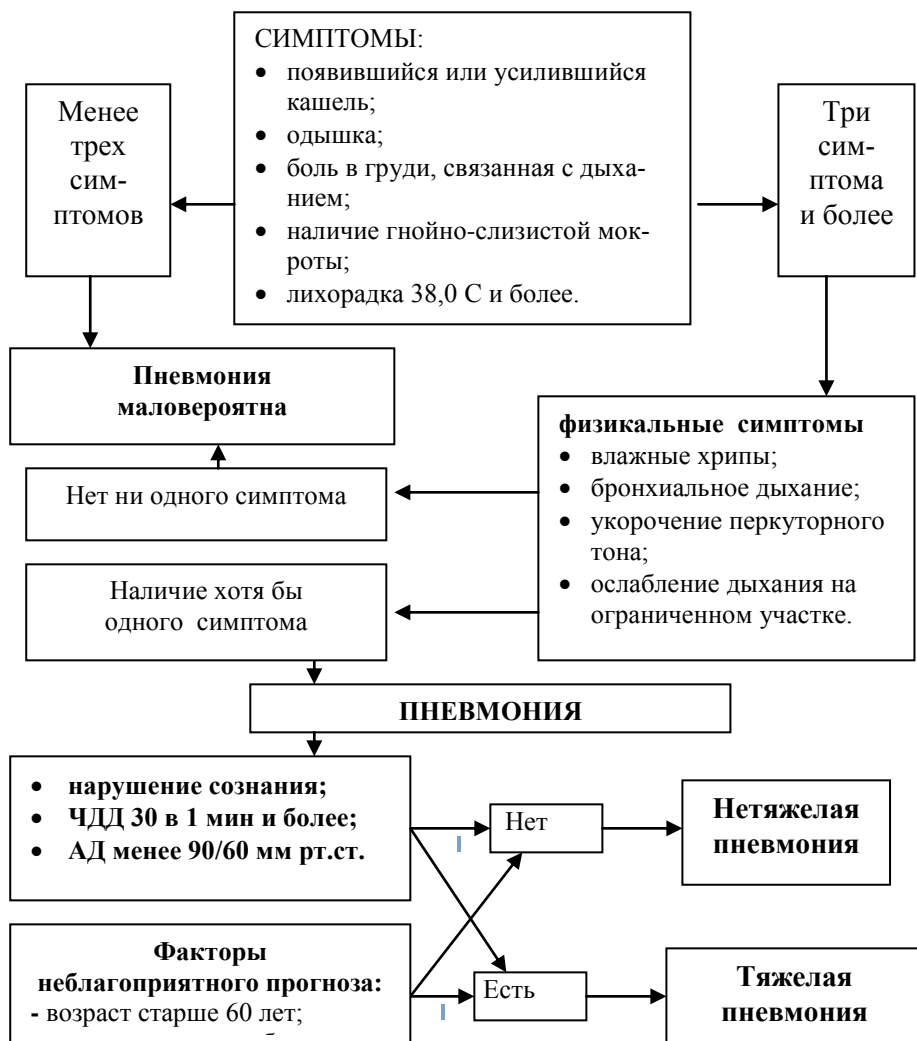 СИМПТОМЫ:
• появившийся или усилившийся
кашель;
• одышка;
• боль в груди, связанная с дыха-
нием;
• наличие гнойно-слизистой мок-
роты;
• лихорадка 38,0 С и более.
Менее
трех
сим-
птомов
Три
сим-
птома
и более
Пневмония
маловероятна
физикальные симптомы
• влажные хрипы;
• бронхиальное дыхание;
• укорочение перкуторного
тона;
• ослабление дыхания на
ограниченном участке.
Нет ни одного симптома
Наличие хотя бы
одного симптома
ПНЕВМОНИЯ
• нарушение сознания;
• ЧДД 30 в 1 мин и более;
• АД менее 90/60 мм рт.ст.
Нет
Нетяжелая
пневмония
Факторы
неблагоприятного прогноза:
- возраст старше 60 лет;
Есть
Тяжелая
пневмония